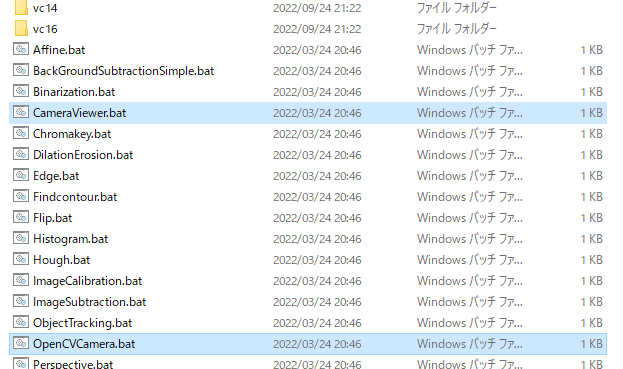 vc14 2022/09/24 21:22 ファイル フォルダー
vc16 2022/09/24 21:22 ファイル フォルダー
Affine.bat 2022/03/24 20:46 Windows バッチ ファ... 1 KB
BackGroundSubtractionSimple.bat 2022/03/24 20:46 Windows バッチ ファ... 1 KB
Binarization.bat 2022/03/24 20:46 Windows バッチ ファ... 1 KB
CameraViewer.bat 2022/03/24 20:46 Windows バッチ ファ... 1 KB
Chromakey.bat 2022/03/24 20:46 Windows バッチ ファ... 1 KB
DilationErosion.bat 2022/03/24 20:46 Windows バッチ ファ... 1 KB
Edge.bat 2022/03/24 20:46 Windows バッチ ファ... 1 KB
Findcontour.bat 2022/03/24 20:46 Windows バッチ ファ... 1 KB
Flip.bat 2022/03/24 20:46 Windows バッチ ファ... 1 KB
Histogram.bat 2022/03/24 20:46 Windows バッチ ファ... 1 KB
Hough.bat 2022/03/24 20:46 Windows バッチ ファ... 1 KB
ImageCalibration.bat 2022/03/24 20:46 Windows バッチ ファ... 1 KB
ImageSubtraction.bat 2022/03/24 20:46 Windows バッチ ファ... 1 KB
ObjectTracking.bat 2022/03/24 20:46 Windows バッチ ファ... 1 KB
OpenCVCamera.bat 2022/03/24 20:46 Windows バッチ ファ... 1 KB
Perspective.bat 2022/03/24 20:46 Windows バッチ ファ... 1 KB